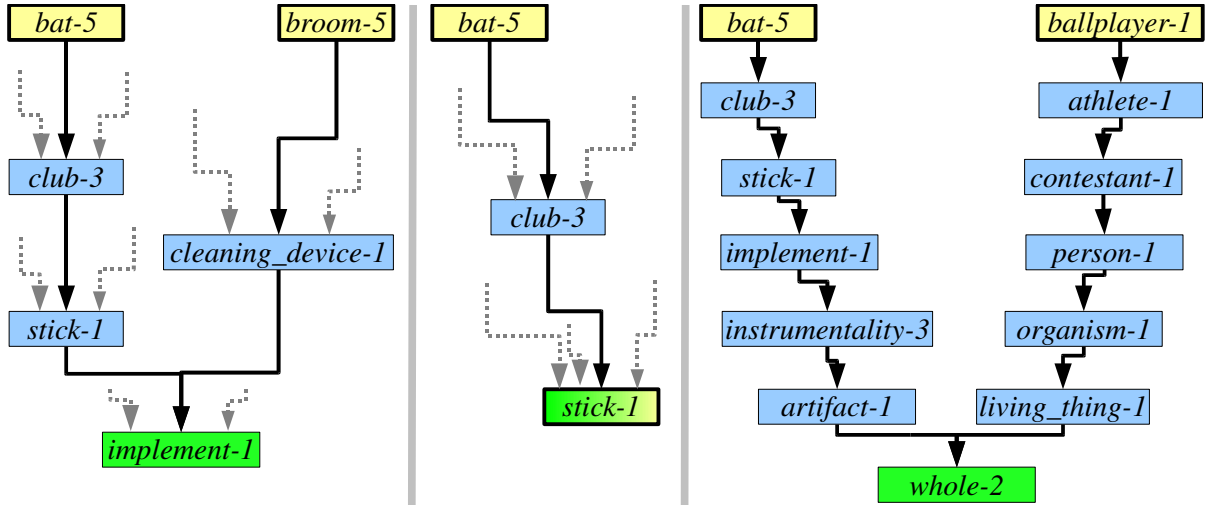 bat-5
broom-5
club-3
cleaning_device-1
stick-1
implement-1
bat-5
club-3
stick-1
bat-5
ballplayer-1
club-3
athlete-1
stick-1
contestant-1
implement-1
person-1
instrumentality-3
organism-1
artifact-1
living_thing-1
whole-2